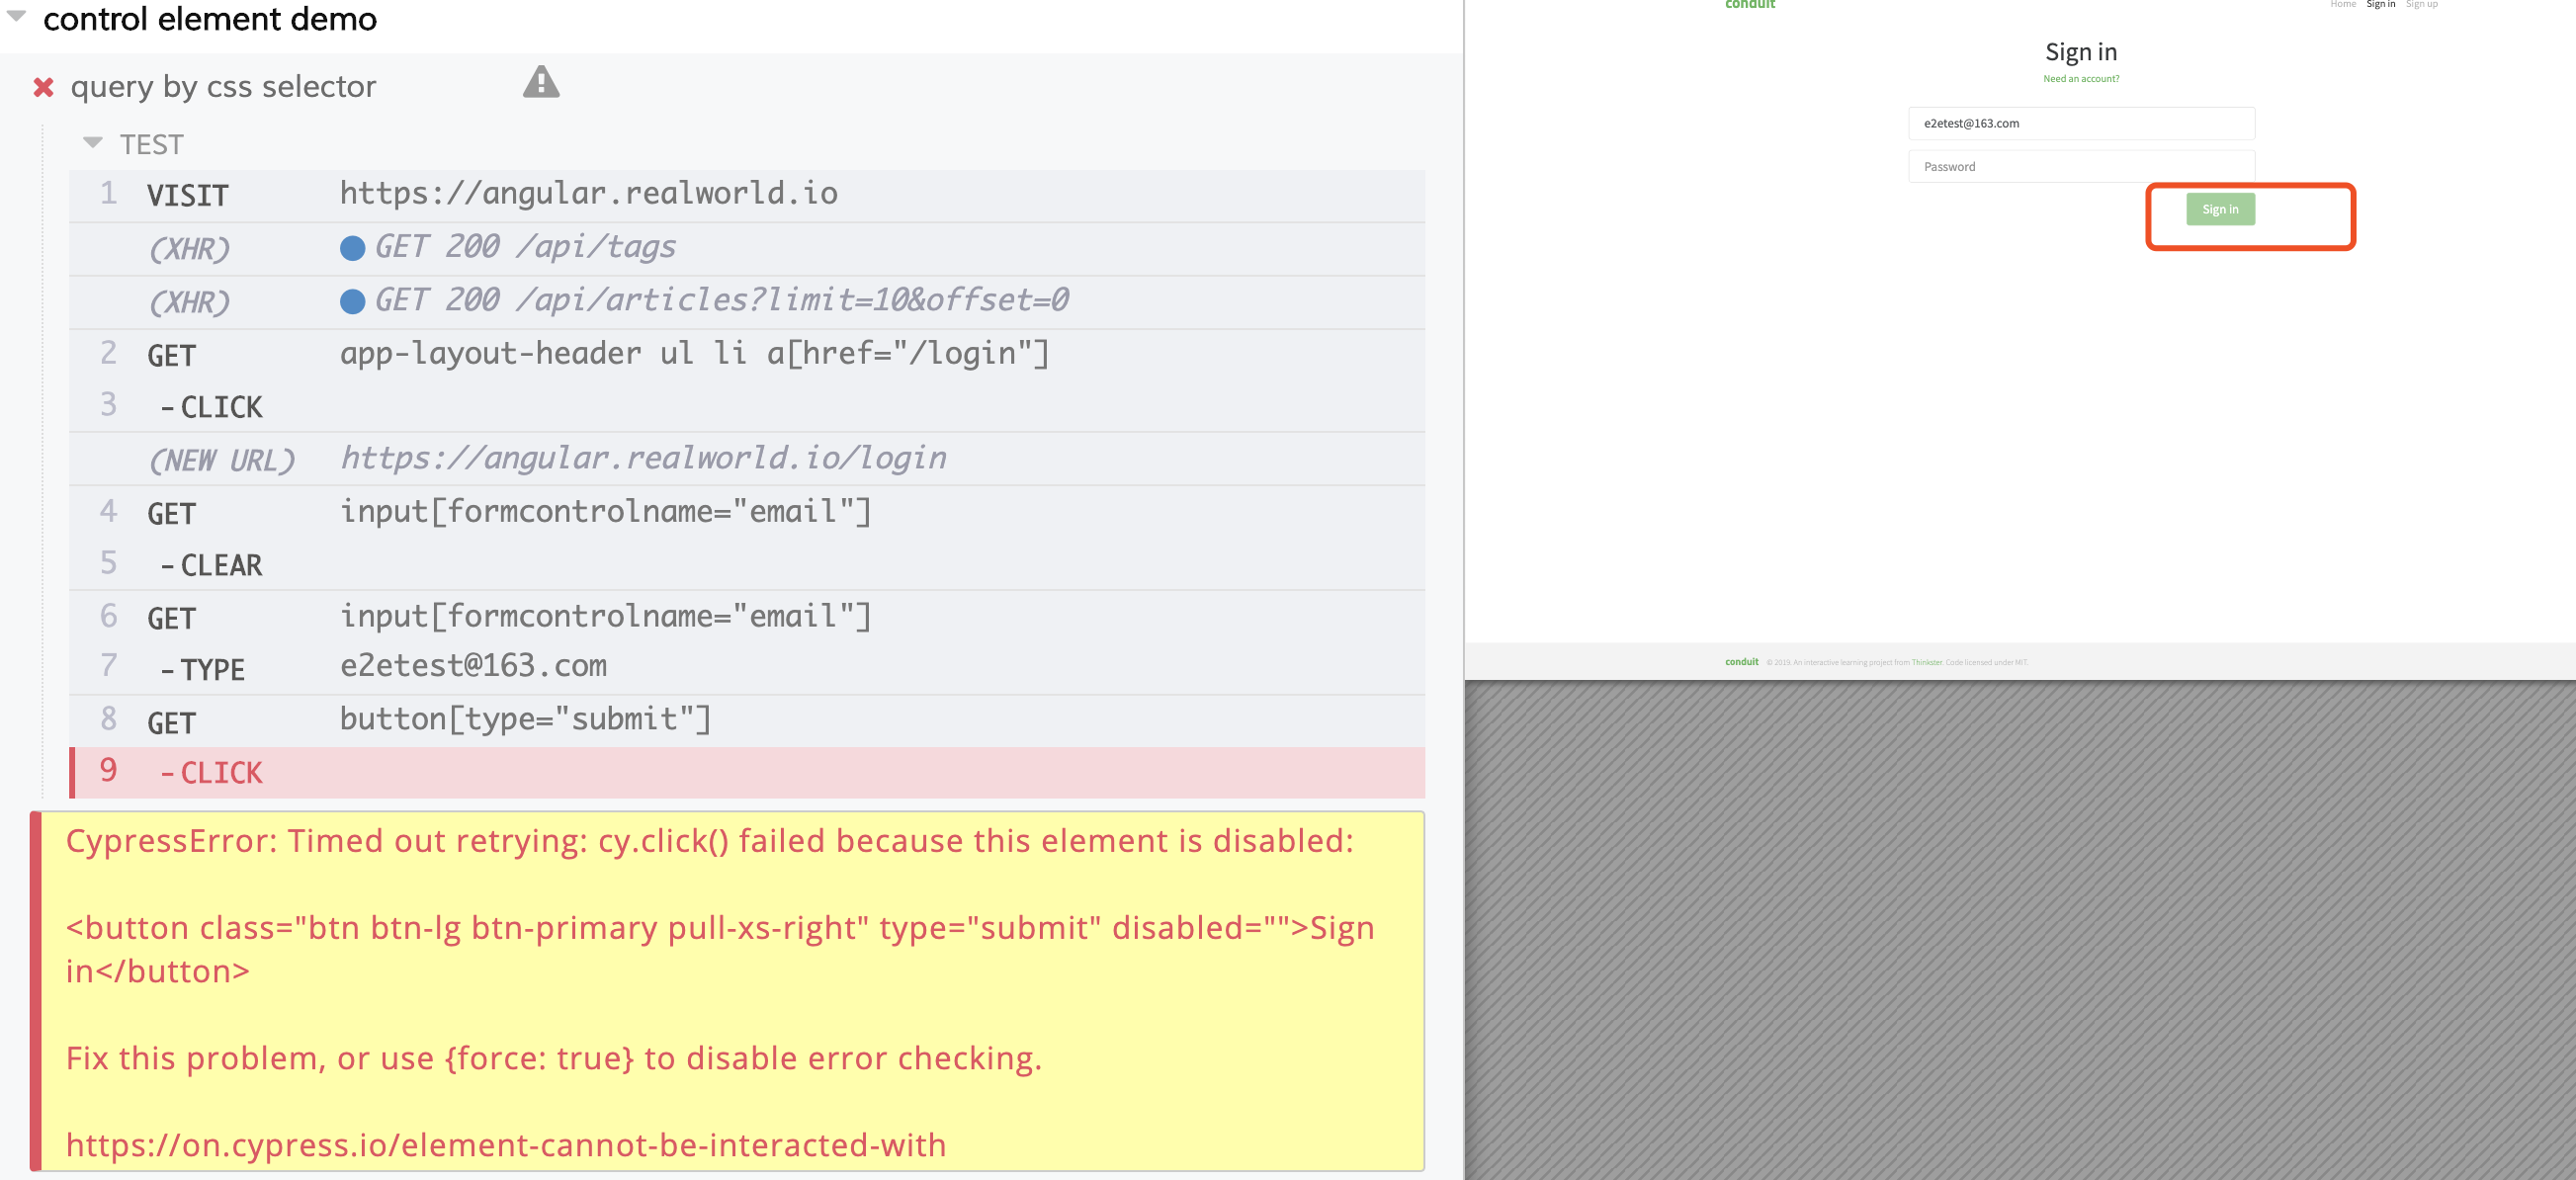 control element demo
query by css selector
TEST
1 VISIT https://angular.realworld.io
(XHR) GET 200 /api/tags
(XHR) GET 200 /api/articles?limit=10&offset=0
2 GET app-layout-header ul li a[href="/login"]
3 -CLICK
(NEW URL) https://angular.realworld.io/login
4 GET input[formcontrolname="email"]
5 -CLEAR
6 GET input[formcontrolname="email"]
7 -TYPE e2etest@163.com
8 GET button[type="submit"]
9 -CLICK
CypressError: Timed out retrying: cy.click() failed because this element is disabled:
<button class="btn btn-lg btn-primary pull-xs-right" type="submit" disabled="">Sign
in</button>
Fix this problem, or use {force: true} to disable error checking.
https://on.cypress.io/element-cannot-be-interacted-with
conduit Home Sign in Sign up
Sign in
Need an account?
e2etest@163.com
Password
Sign in
conduit © 2019. An interactive learning project from Thinkster. Code licensed under MIT.